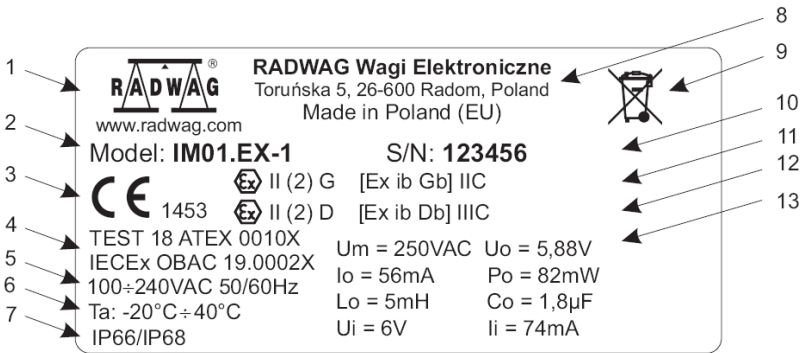 8
9
1
RADWAG®
RADWAG Wagi Elektroniczne
Toruńska 5, 26-600 Radom, Poland
Made in Poland (EU)
www.radwag.com
10
2
Model: IM01.EX-1 S/N: 123456
11
3
CE 1453
Ex II (2) G [Ex ib Gb] IIC
12
Ex II (2) D [Ex ib Db] IIIC
13
4
TEST 18 ATEX 0010X
IECEx OBAC 19.0002X
5
100÷240VAC 50/60Hz
6
Ta: -20°C÷40°C
7
IP66/IP68
Um = 250VAC Uo = 5,88V
Io = 56mA Po = 82mW
Lo = 5mH Co = 1,8µF
Ui = 6V Ii = 74mA